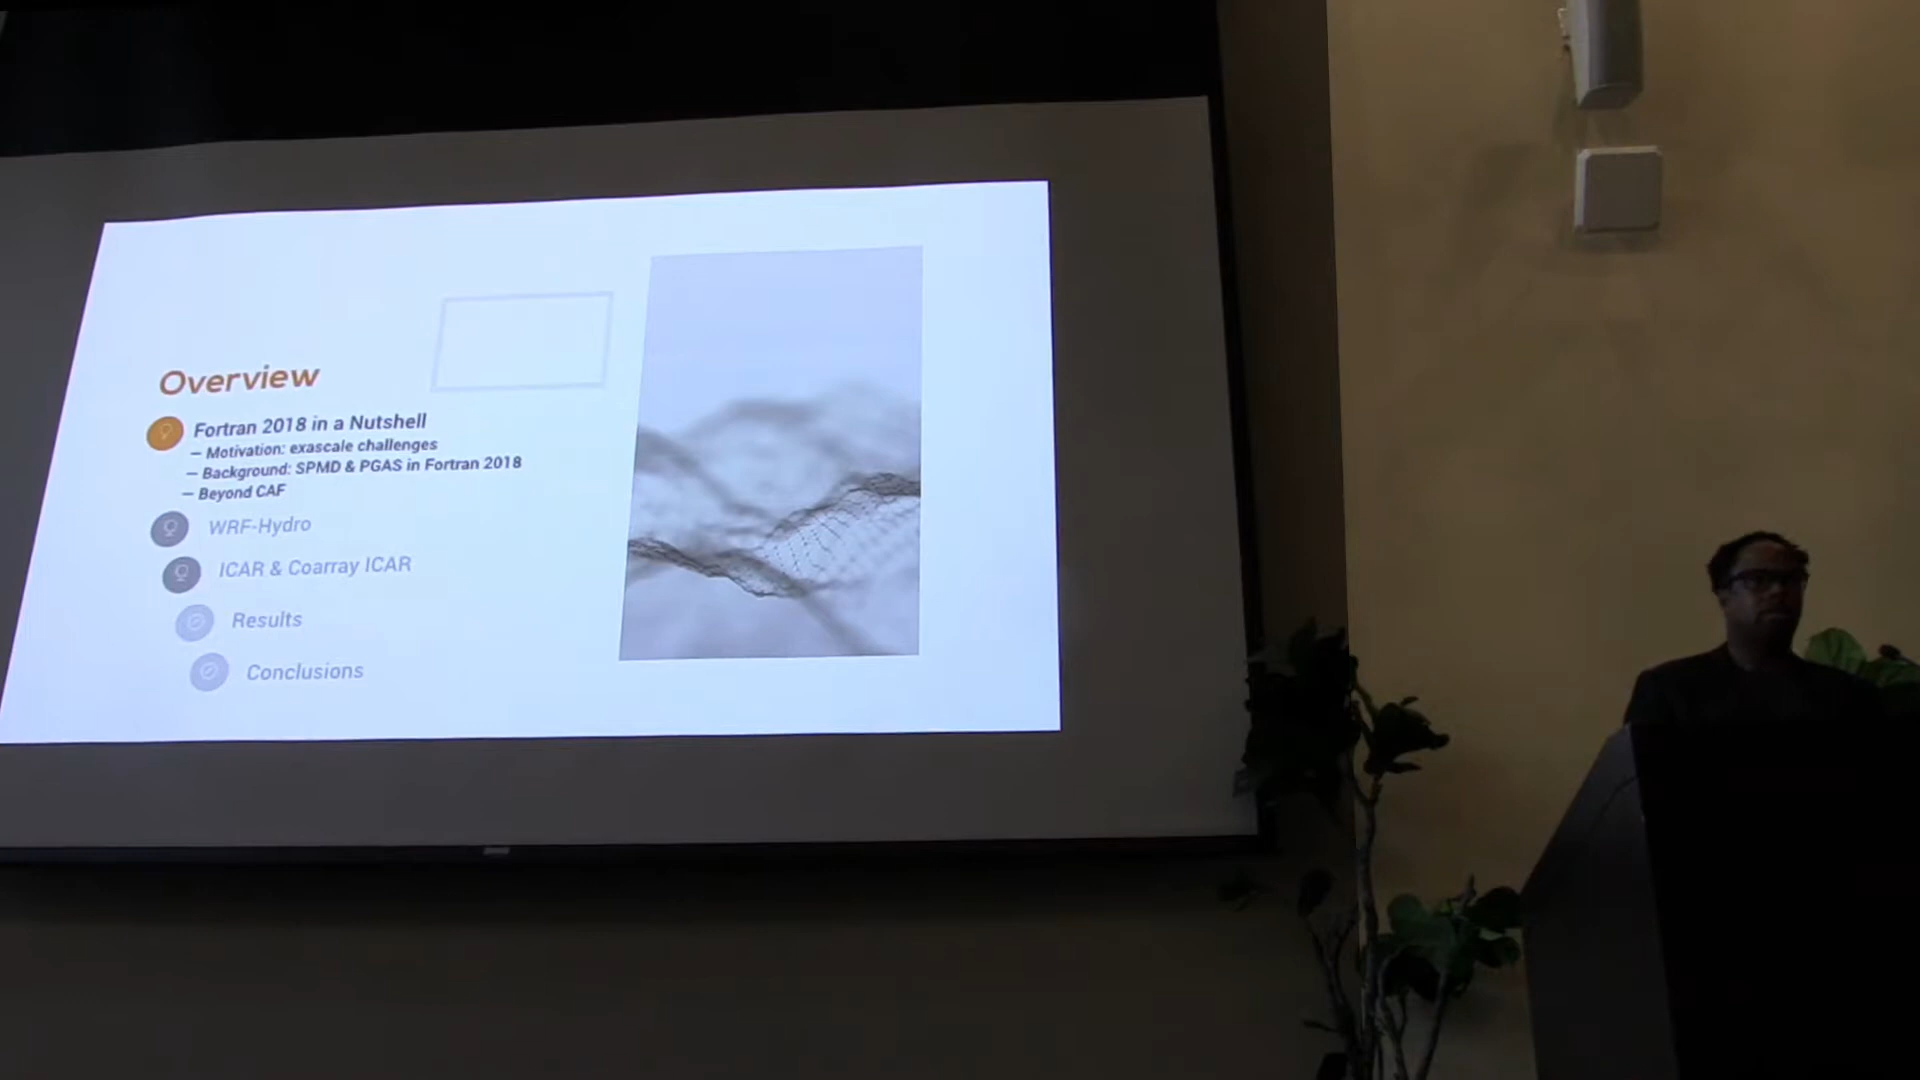 Overview
Fortran 2018 in a Nutshell
– Motivation: exascale challenges
– Background: SPMD & PGAS in Fortran 2018
– Beyond CAF
WRF-Hydro
ICAR & Coarray ICAR
Results
Conclusions